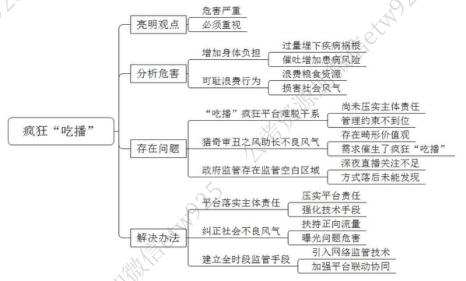 疯狂“吃播”
亮明观点
危害严重
必须重视
分析危害
增加身体负担
过量埋下疾病祸根
催吐增加患病风险
可耻浪费行为
浪费粮食资源
损害社会风气
存在问题
“吃播”疯狂平台难脱干系
尚未压实主体责任
管理约束不到位
猎奇审丑之风助长不良风气
存在畸形价值观
需求催生了疯狂“吃播”
政府监管存在监管空白区域
深夜直播关注不足
方式落后未能发现
解决办法
平台落实主体责任
压实平台责任
强化技术手段
纠正社会不良风气
扶持正向流量
曝光问题危害
建立全时段监管手段
引入网络监管技术
加强平台联动协同